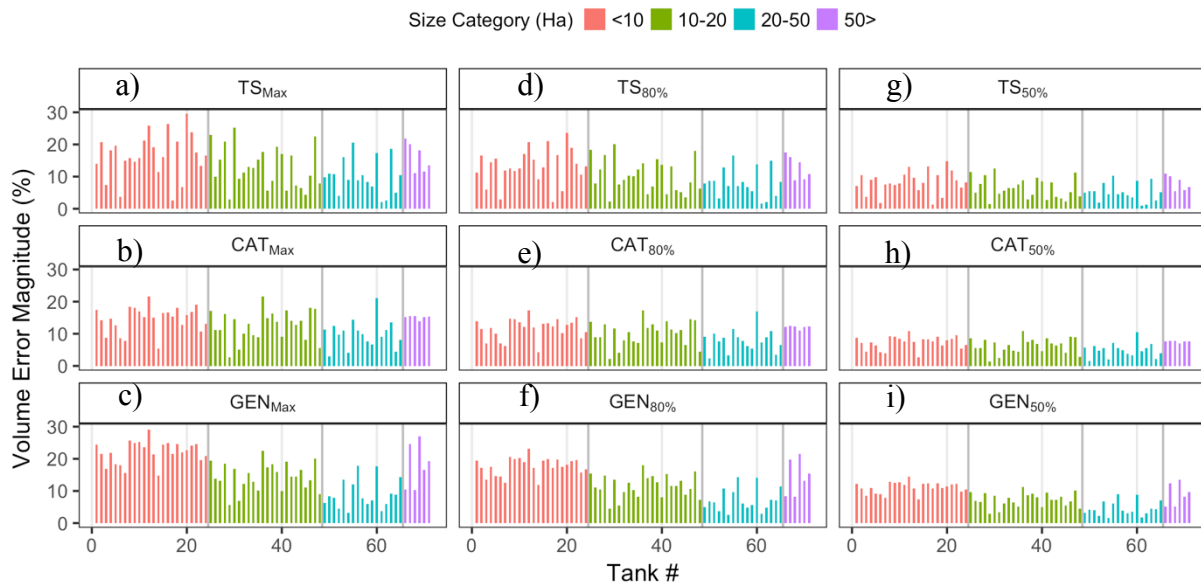 Size Category (Ha) <10 10-20 20-50 50>
a) TSMax d) TS80% g) TS50%
30
20
10
0
b) CATMax e) CAT80% h) CAT50%
30
20
10
0
c) GENMax f) GEN80% i) GEN50%
30
20
10
0
Volume Error Magnitude (%)
0 20 40 60 0 20 40 60 0 20 40 60
Tank #